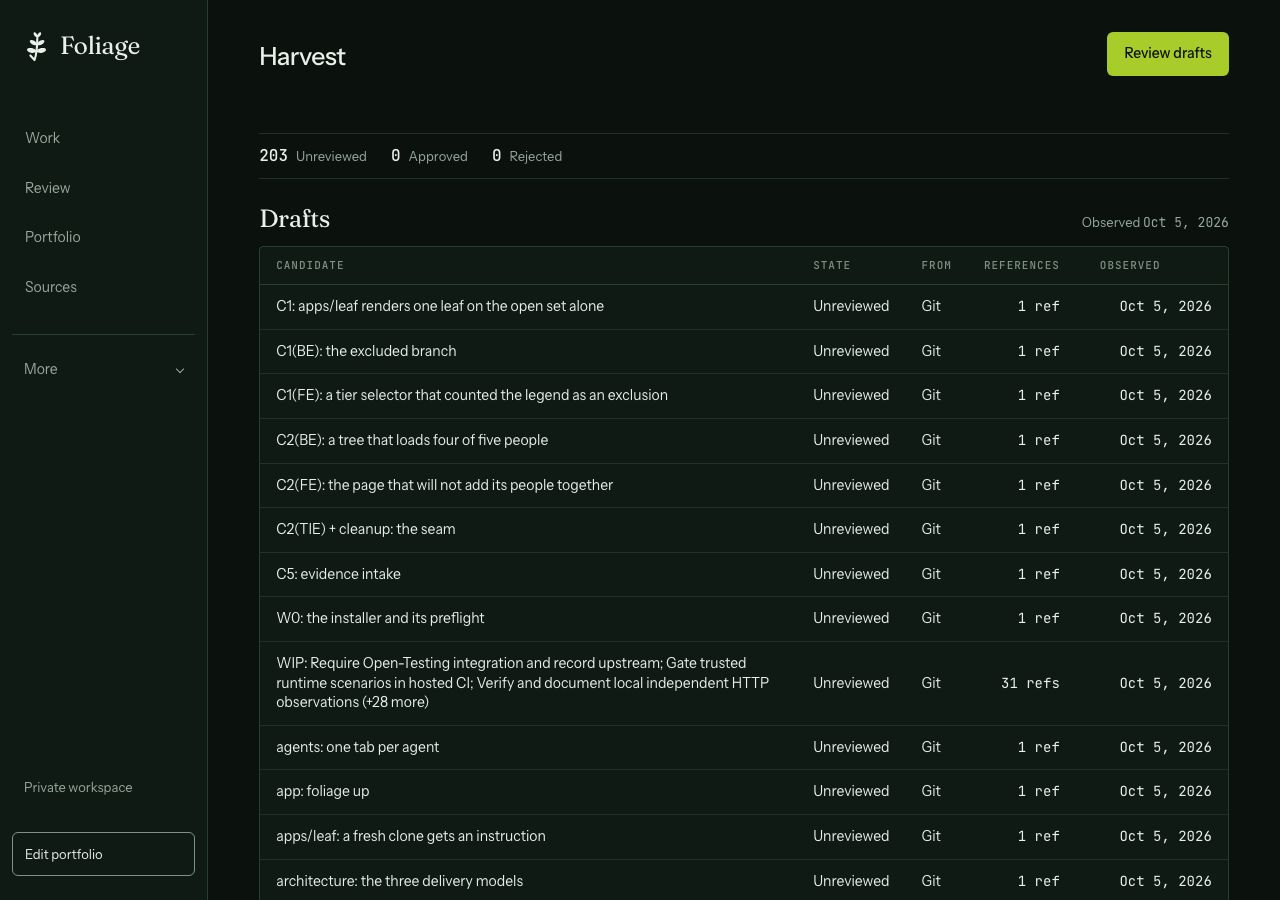 Foliage
Harvest
Review drafts
Work
Review
Portfolio
Sources
More
Private workspace
Edit portfolio
203 Unreviewed 0 Approved 0 Rejected
Drafts
Observed Oct 5, 2026
CANDIDATE STATE FROM REFERENCES OBSERVED
C1: apps/leaf renders one leaf on the open set alone Unreviewed Git 1 ref Oct 5, 2026
C1(BE): the excluded branch Unreviewed Git 1 ref Oct 5, 2026
C1(FE): a tier selector that counted the legend as an exclusion Unreviewed Git 1 ref Oct 5, 2026
C2(BE): a tree that loads four of five people Unreviewed Git 1 ref Oct 5, 2026
C2(FE): the page that will not add its people together Unreviewed Git 1 ref Oct 5, 2026
C2(TIE) + cleanup: the seam Unreviewed Git 1 ref Oct 5, 2026
C5: evidence intake Unreviewed Git 1 ref Oct 5, 2026
W0: the installer and its preflight Unreviewed Git 1 ref Oct 5, 2026
WIP: Require Open-Testing integration and record upstream; Gate trusted
runtime scenarios in hosted CI; Verify and document local independent HTTP
observations (+28 more) Unreviewed Git 31 refs Oct 5, 2026
agents: one tab per agent Unreviewed Git 1 ref Oct 5, 2026
app: foliage up Unreviewed Git 1 ref Oct 5, 2026
apps/leaf: a fresh clone gets an instruction Unreviewed Git 1 ref Oct 5, 2026
architecture: the three delivery models Unreviewed Git 1 ref Oct 5, 2026